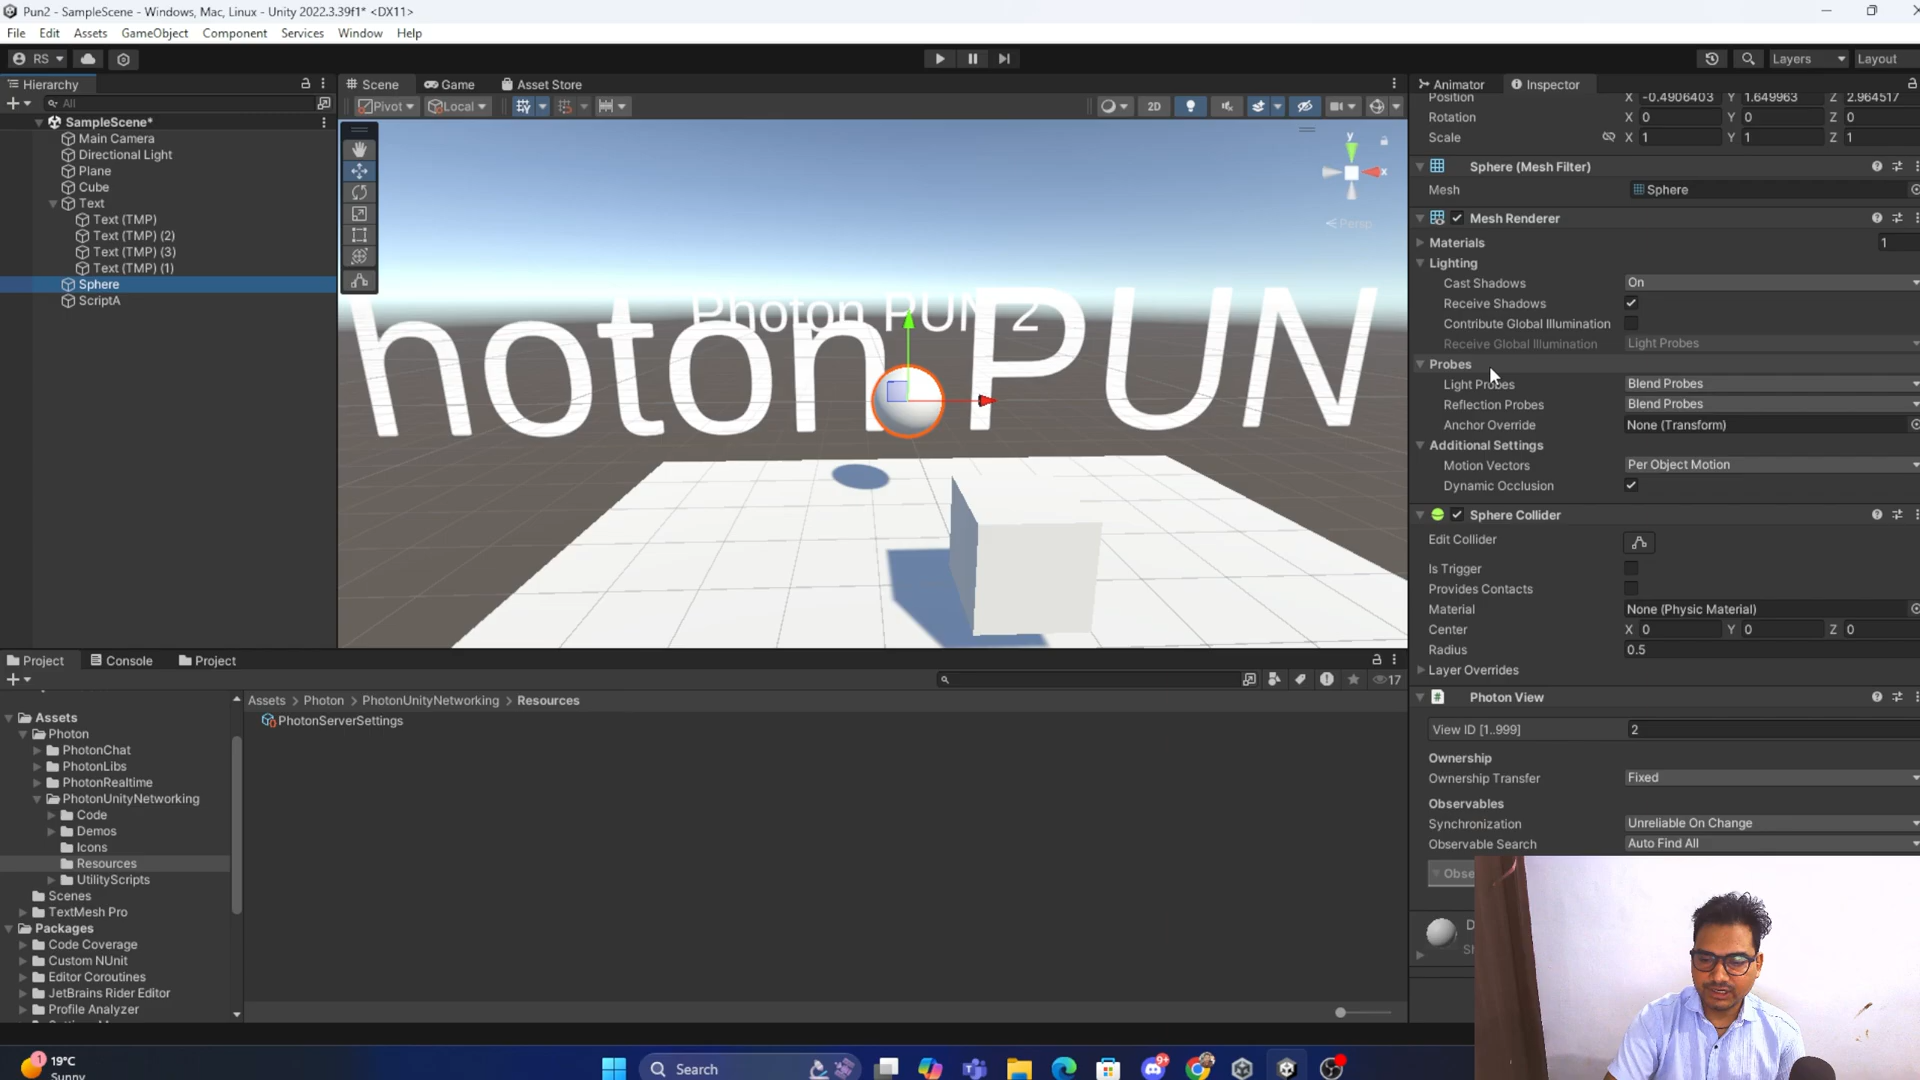 Pun2 - SampleScene - Windows, Mac, Linux - Unity 2022.3.39f1* <DX11>
File Edit Assets GameObject Component Services Window Help
RS Layers Layout
Hierarchy Scene Game Asset Store Animator Inspector
All Pivot Local 2D
SampleScene*
Main Camera
Directional Light
Plane
Cube
Text
Text (TMP)
Text (TMP) (2)
Text (TMP) (3)
Text (TMP) (1)
Sphere
ScriptA
y
x
Persp
Photon PUN 2
hoton PUN
Position X -0.4906403 Y 1.649963 Z 2.964517
Rotation X 0 Y 0 Z 0
Scale X 1 Y 1 Z 1
Sphere (Mesh Filter)
Mesh Sphere
Mesh Renderer
Materials 1
Lighting
Cast Shadows On
Receive Shadows
Contribute Global Illumination
Receive Global Illumination Light Probes
Probes
Light Probes Blend Probes
Reflection Probes Blend Probes
Anchor Override None (Transform)
Additional Settings
Motion Vectors Per Object Motion
Dynamic Occlusion
Sphere Collider
Edit Collider
Is Trigger
Provides Contacts
Material None (Physic Material)
Center X 0 Y 0 Z 0
Radius 0.5
Layer Overrides
Photon View
View ID [1..999] 2
Ownership
Ownership Transfer Fixed
Observables
Synchronization Unreliable On Change
Observable Search Auto Find All
Obse
D
Project Console Project
17
Assets > Photon > PhotonUnityNetworking > Resources
PhotonServerSettings
Assets
Photon
PhotonChat
PhotonLibs
PhotonRealtime
PhotonUnityNetworking
Code
Demos
Icons
Resources
UtilityScripts
Scenes
TextMesh Pro
Packages
Code Coverage
Custom NUnit
Editor Coroutines
JetBrains Rider Editor
Profile Analyzer
1
19°C
Sunny
Search
9+